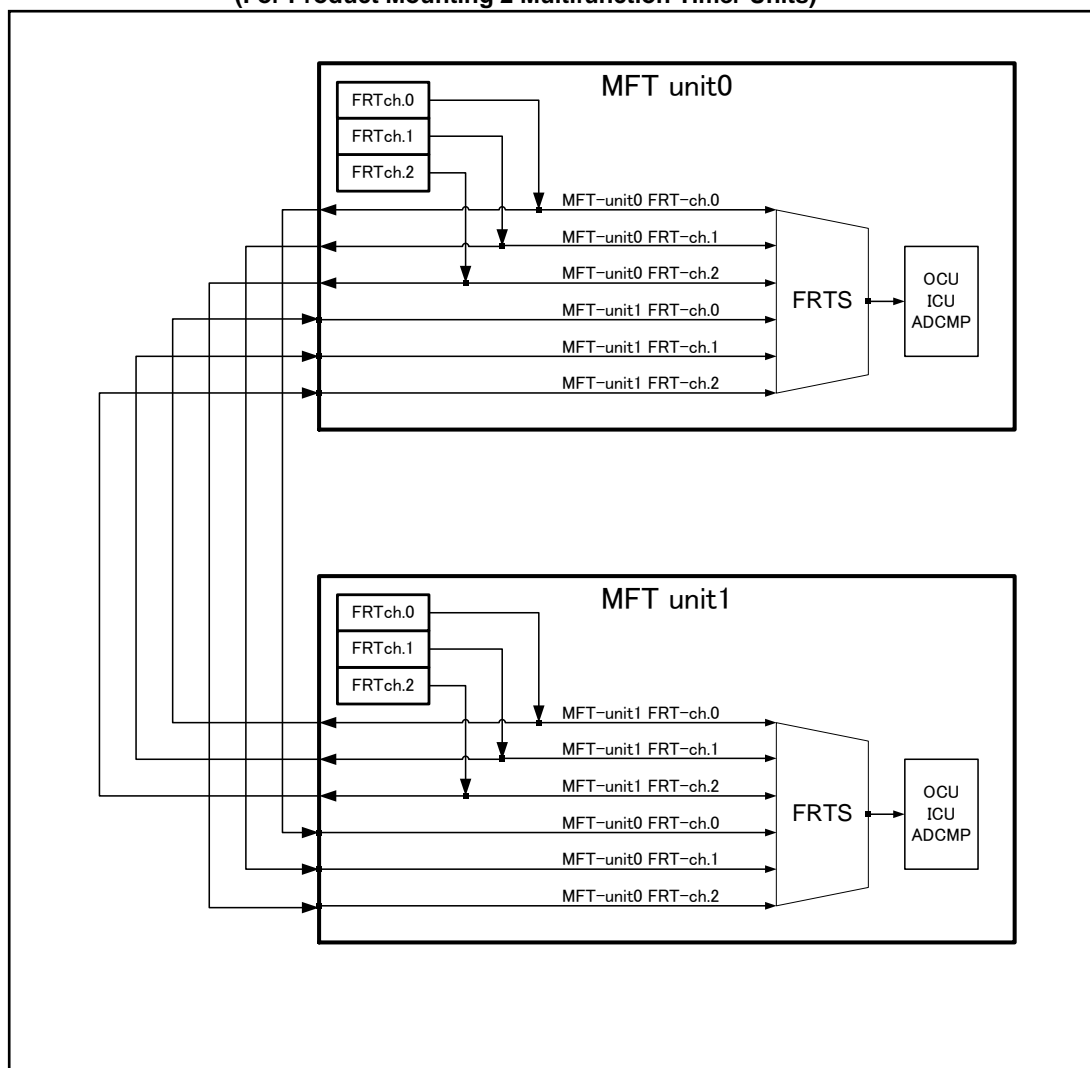 (For Product Mounting 2 Multifunction Timer Units)
MFT unit0
FRTch.0
FRTch.1
FRTch.2
MFT-unit0 FRT-ch.0
MFT-unit0 FRT-ch.1
MFT-unit0 FRT-ch.2
MFT-unit1 FRT-ch.0
MFT-unit1 FRT-ch.1
MFT-unit1 FRT-ch.2
FRTS
OCU
ICU
ADCMP
MFT unit1
FRTch.0
FRTch.1
FRTch.2
MFT-unit1 FRT-ch.0
MFT-unit1 FRT-ch.1
MFT-unit1 FRT-ch.2
MFT-unit0 FRT-ch.0
MFT-unit0 FRT-ch.1
MFT-unit0 FRT-ch.2
FRTS
OCU
ICU
ADCMP